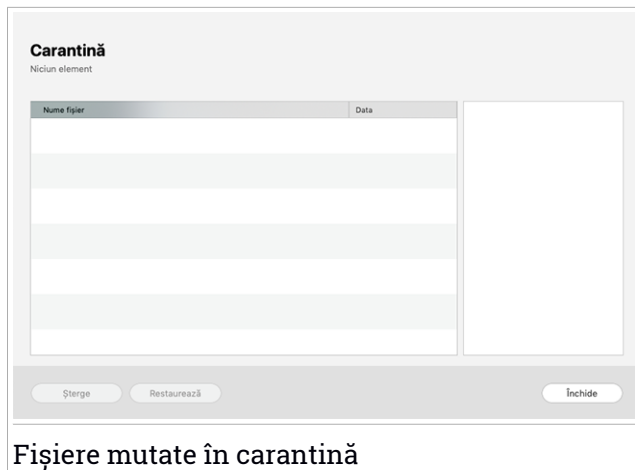 Carantină
Niciun element
Nume fișier Data
Șterge Restaurează Închide
Fișiere mutate în carantină